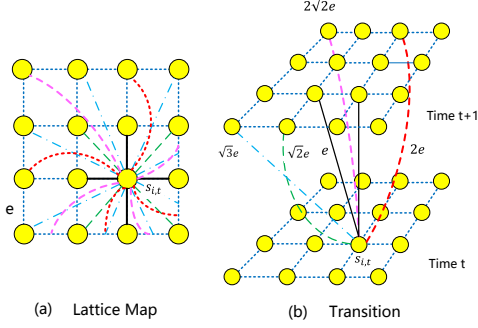 2√2e
Time t+1
√3e
√2e
e
2e
s_{i,t}
e
s_{i,t}
Time t
(a) Lattice Map
(b) Transition